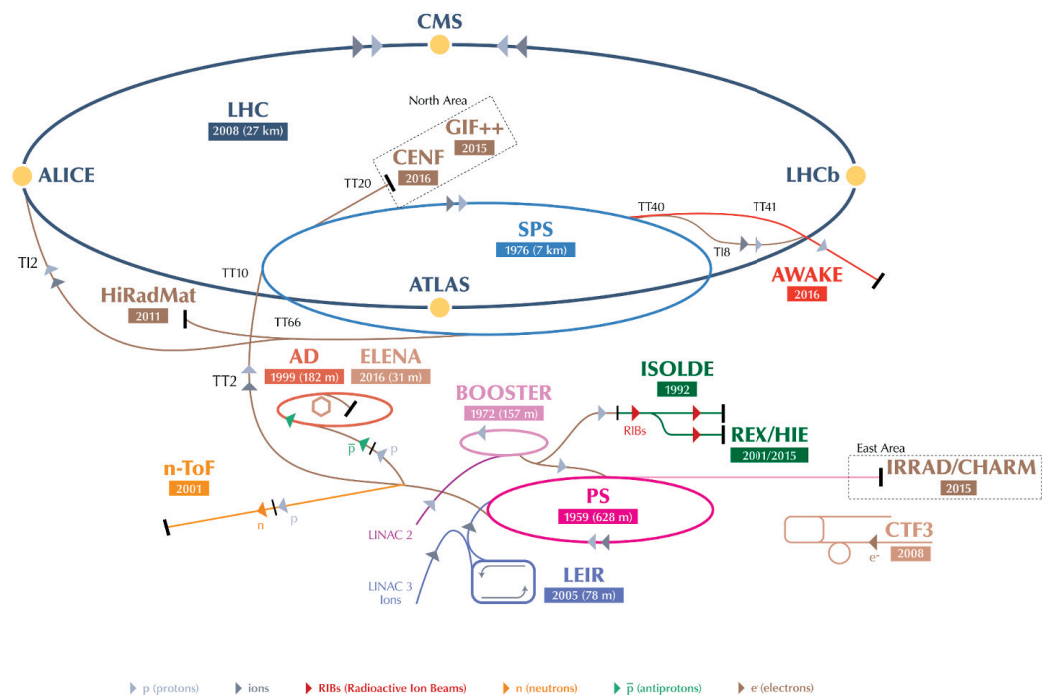 CMS
LHC
2008 (27 km)
North Area
GIF++
2015
CENF
2016
TT20
ALICE
LHCb
TT40
TT41
SPS
1976 (7 km)
TI8
TI2
TT10
HiRadMat
2011
ATLAS
AWAKE
2016
TT66
AD
1999 (182 m)
ELENA
2016 (31 m)
TT2
BOOSTER
1972 (157 m)
ISOLDE
1992
RIBs
REX/HIE
2001/2015
p̅
p
East Area
IRRAD/CHARM
2015
n-ToF
2001
n
p
PS
1959 (628 m)
LINAC 2
CTF3
2008
e-
LEIR
2005 (78 m)
LINAC 3
Ions
p (protons)
ions
RIBs (Radioactive Ion Beams)
n (neutrons)
p̅ (antiprotons)
e- (electrons)